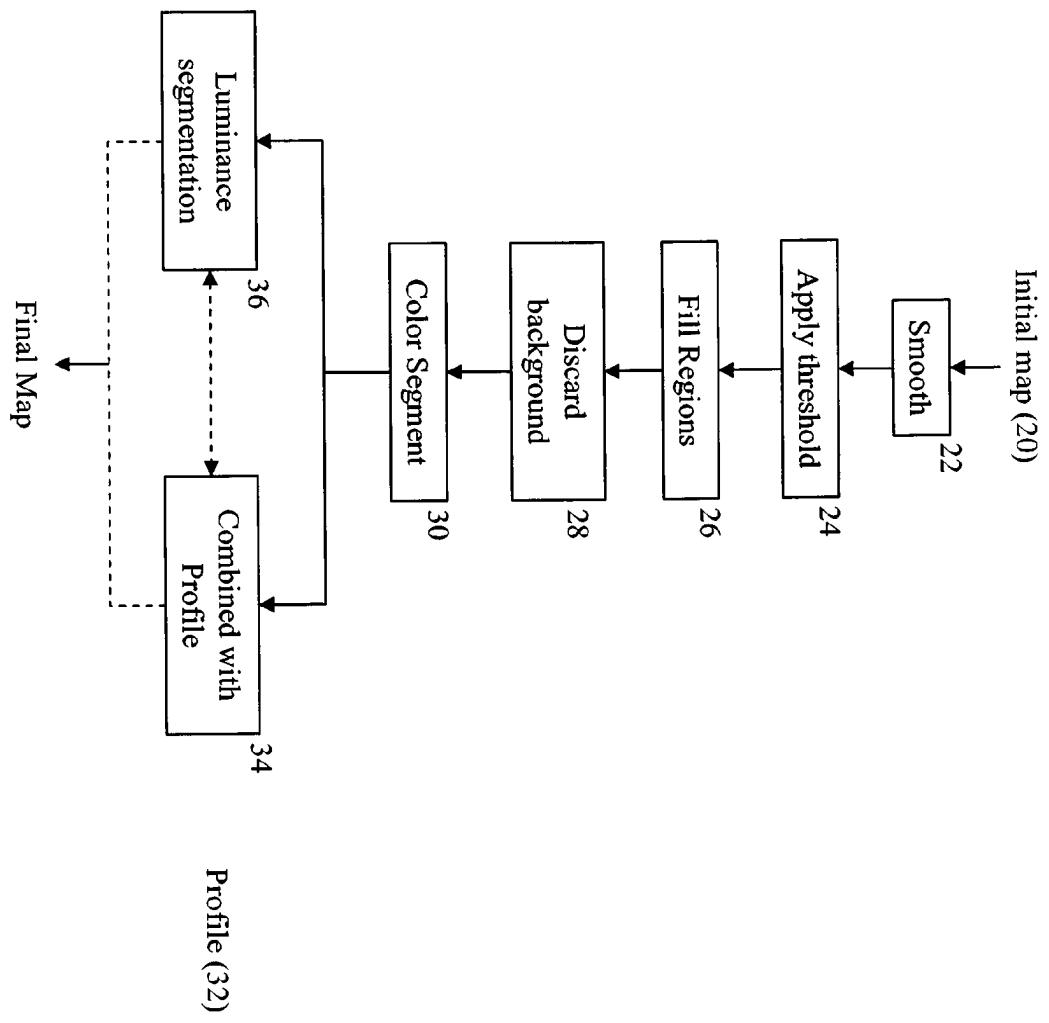 Initial map (20)
Smooth
22
Apply threshold
24
Fill Regions
26
Discard
background
28
Color Segment
30
Luminance
segmentation
36
Combined with
Profile
34
Profile (32)
Final Map